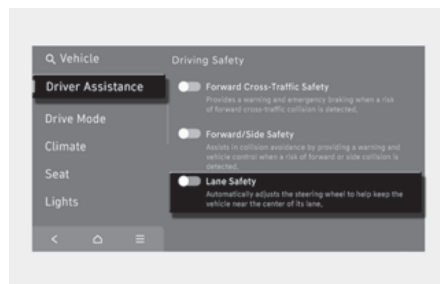 Vehicle
Driver Assistance
Drive Mode
Climate
Seat
Lights
Driving Safety
Forward Cross-Traffic Safety
Provides a warning and emergency braking when a risk
of forward cross-traffic collision is detected.
Forward/Side Safety
Assists in collision avoidance by providing a warning and
vehicle control when a risk of forward or side collision is
detected.
Lane Safety
Automatically adjusts the steering wheel to help keep the
vehicle near the center of its lane.